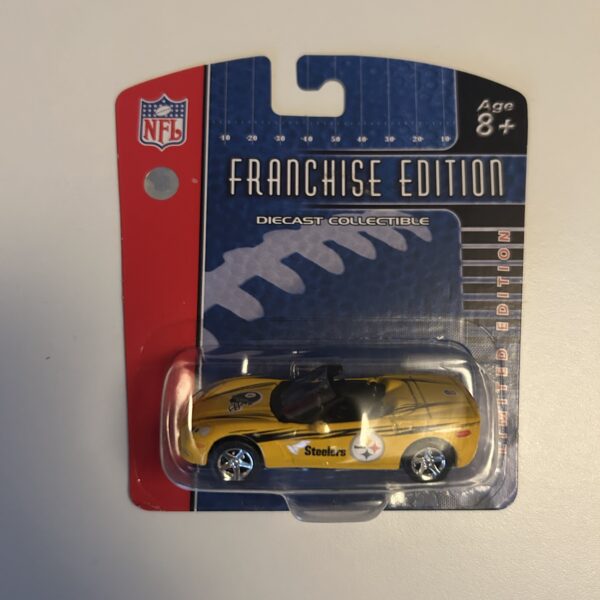 NFL
Age
8+
10 20 30 40 50 40 30 20 10
FRANCHISE EDITION
DIECAST COLLECTIBLE
LIMITED EDITION
Steelers